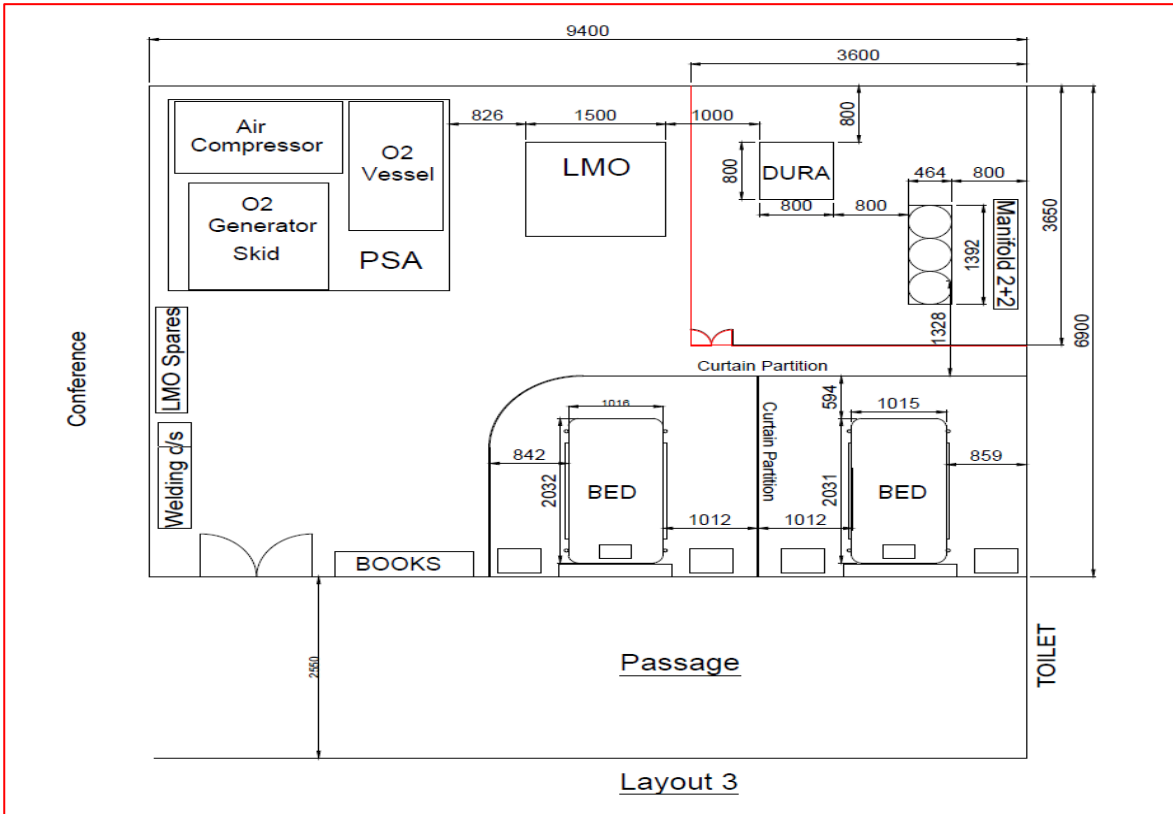 9400
3600
826
1500
1000
800
Air
Compressor
O2
Vessel
LMO
800
DURA
464
800
O2
Generator
Skid
PSA
800
800
Manifold 2+2
1392
3650
6900
1328
LMO Spares
Conference
Curtain Partition
594
1016
1015
Curtain Partition
Welding c/s
842
2032
BED
1012
1012
2031
BED
859
BOOKS
2550
Passage
TOILET
Layout 3